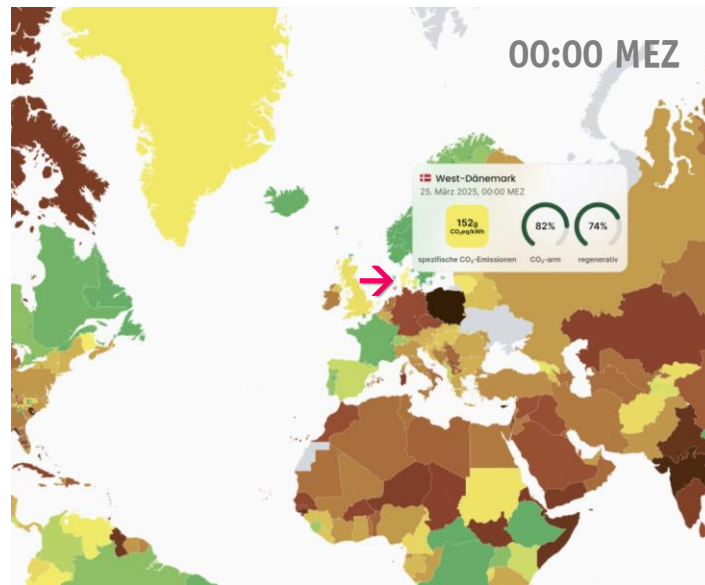 00:00 MEZ
West-Dänemark
25. März 2025, 00:00 MEZ
152g
CO₂eq/kWh
82%
74%
spezifische CO₂-Emissionen
CO₂-arm
regenerativ